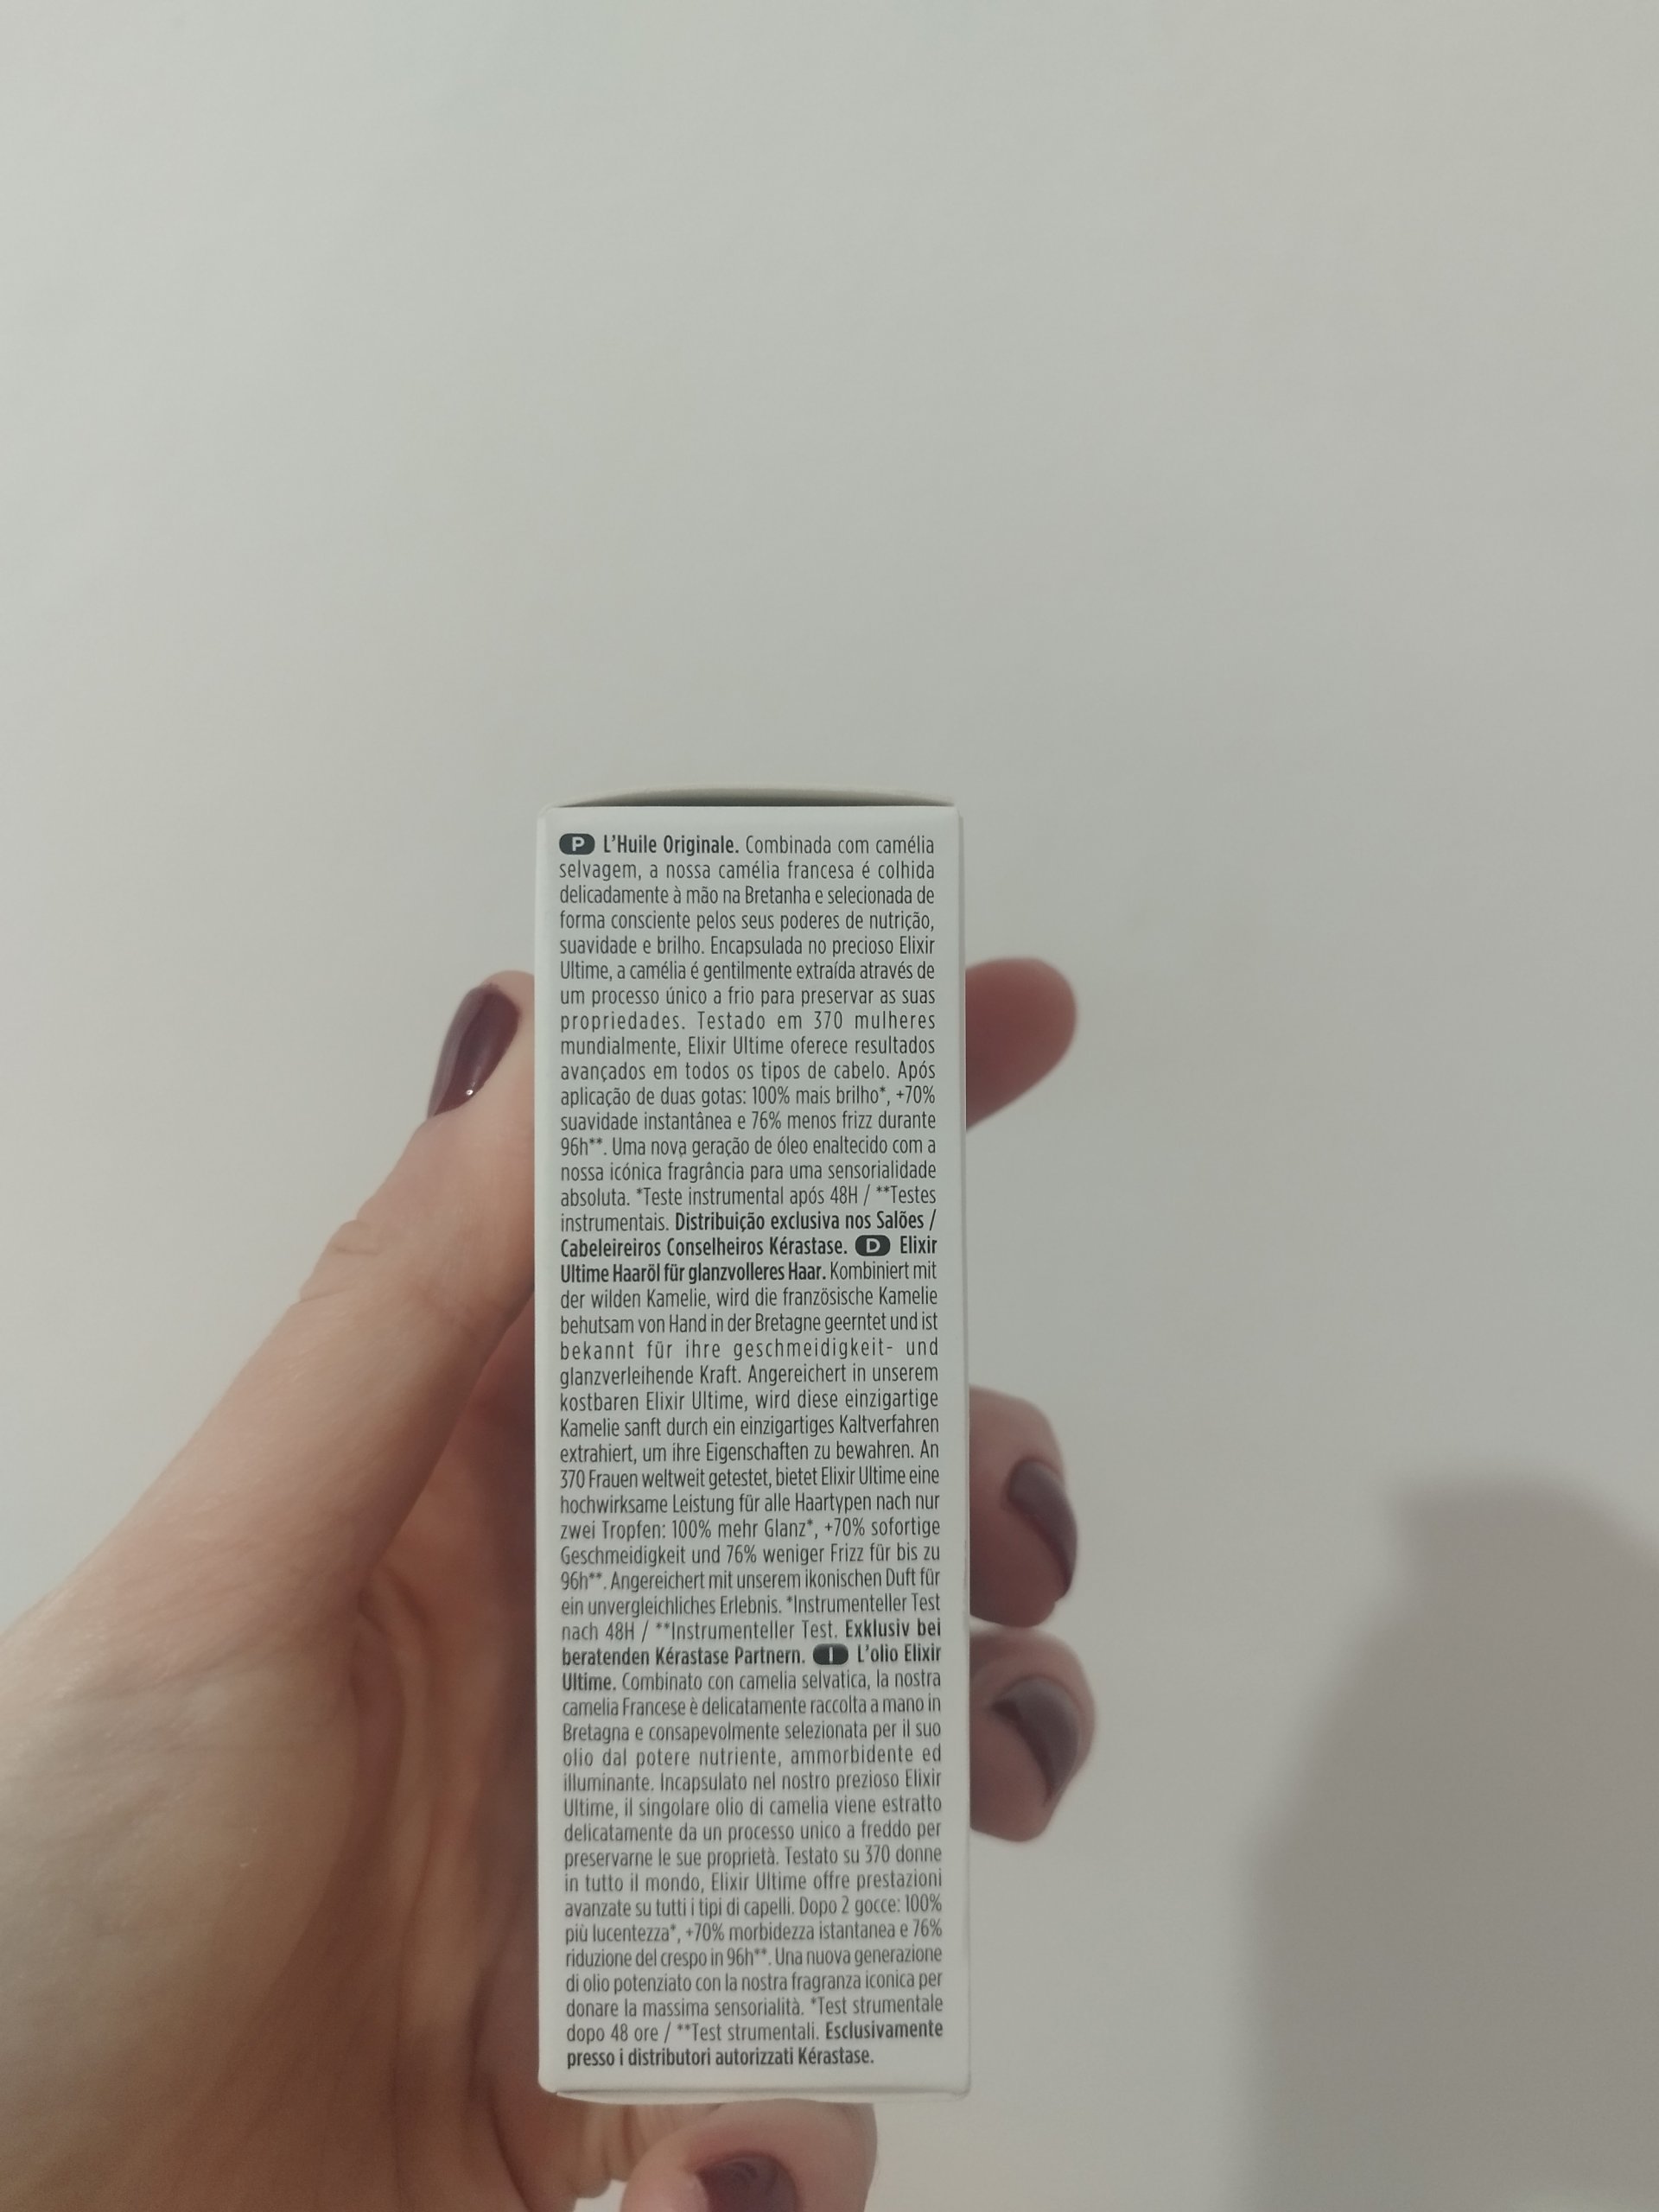 P L'Huile Originale. Combinada com camélia
selvagem, a nossa camélia francesa é colhida
delicadamente à mão na Bretanha e selecionada de
forma consciente pelos seus poderes de nutrição,
suavidade e brilho. Encapsulada no precioso Elixir
Ultime, a camélia é gentilmente extraída através de
um processo único a frio para preservar as suas
propriedades. Testado em 370 mulheres
mundialmente, Elixir Ultime oferece resultados
avançados em todos os tipos de cabelo. Após
aplicação de duas gotas: 100% mais brilho*, +70%
suavidade instantânea e 76% menos frizz durante
96h**. Uma nova geração de óleo enaltecido com a
nossa icónica fragrância para uma sensorialidade
absoluta. *Teste instrumental após 48H / **Testes
instrumentais. Distribuição exclusiva nos Salões /
Cabeleireiros Conselheiros Kérastase. D Elixir
Ultime Haaröl für glanzvolleres Haar. Kombiniert mit
der wilden Kamelie, wird die französische Kamelie
behutsam von Hand in der Bretagne geerntet und ist
bekannt für ihre geschmeidigkeit- und
glanzverleihende Kraft. Angereichert in unserem
kostbaren Elixir Ultime, wird diese einzigartige
Kamelie sanft durch ein einzigartiges Kaltverfahren
extrahiert, um ihre Eigenschaften zu bewahren. An
370 Frauen weltweit getestet, bietet Elixir Ultime eine
hochwirksame Leistung für alle Haartypen nach nur
zwei Tropfen: 100% mehr Glanz*, +70% sofortige
Geschmeidigkeit und 76% weniger Frizz für bis zu
96h**. Angereichert mit unserem ikonischen Duft für
ein unvergleichliches Erlebnis. *Instrumenteller Test
nach 48H / **Instrumenteller Test. Exklusiv bei
beratenden Kérastase Partnern. I L'olio Elixir
Ultime. Combinato con camelia selvatica, la nostra
camelia Francese è delicatamente raccolta a mano in
Bretagna e consapevolmente selezionata per il suo
olio dal potere nutriente, ammorbidente ed
illuminante. Incapsulato nel nostro prezioso Elixir
Ultime, il singolare olio di camelia viene estratto
delicatamente da un processo unico a freddo per
preservarne le sue proprietà. Testato su 370 donne
in tutto il mondo, Elixir Ultime offre prestazioni
avanzate su tutti i tipi di capelli. Dopo 2 gocce: 100%
più lucentezza*, +70% morbidezza istantanea e 76%
riduzione del crespo in 96h**. Una nuova generazione
di olio potenziato con la nostra fragranza iconica per
donare la massima sensorialità. *Test strumentale
dopo 48 ore / **Test strumentali. Esclusivamente
presso i distributori autorizzati Kérastase.